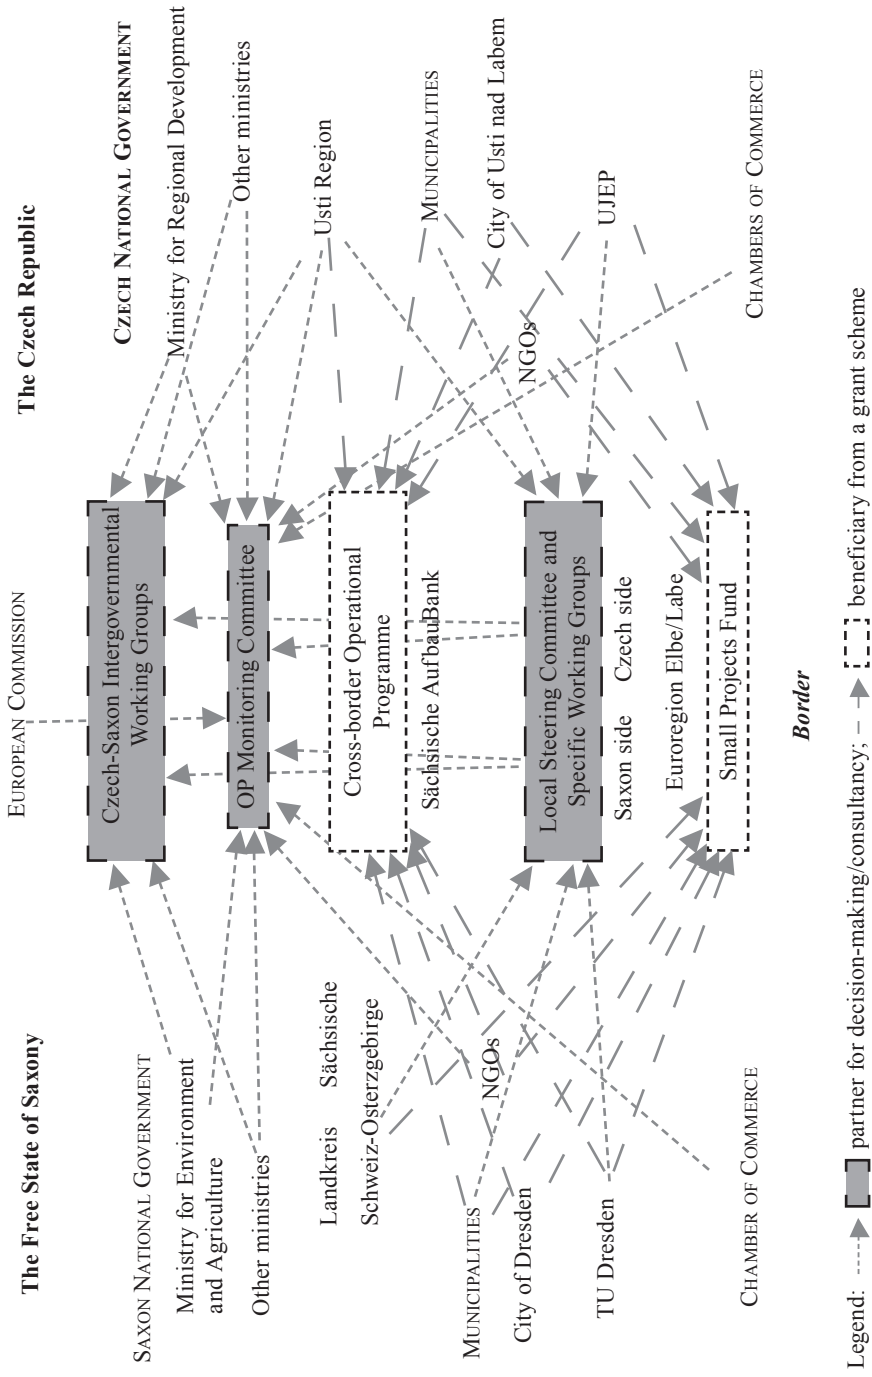 The Free State of Saxony
The Czech Republic
EUROPEAN COMMISSION
SAXON NATIONAL GOVERNMENT
Ministry for Environment
and Agriculture
Other ministries
Landkreis Sächsische
Schweiz-Osterzgebirge
NGOs
MUNICIPALITIES
City of Dresden
TU Dresden
CHAMBER OF COMMERCE
Czech-Saxon Intergovernmental
Working Groups
OP Monitoring Committee
Cross-border Operational
Programme
Sächsische AufbauBank
Local Steering Committee and
Specific Working Groups
Saxon side Czech side
Euroregion Elbe/Labe
Small Projects Fund
Border
CZECH NATIONAL GOVERNMENT
Ministry for Regional Development
Other ministries
Usti Region
MUNICIPALITIES
City of Usti nad Labem
NGOs
UJEP
CHAMBERS OF COMMERCE
Legend: partner for decision-making/consultancy; beneficiary from a grant scheme